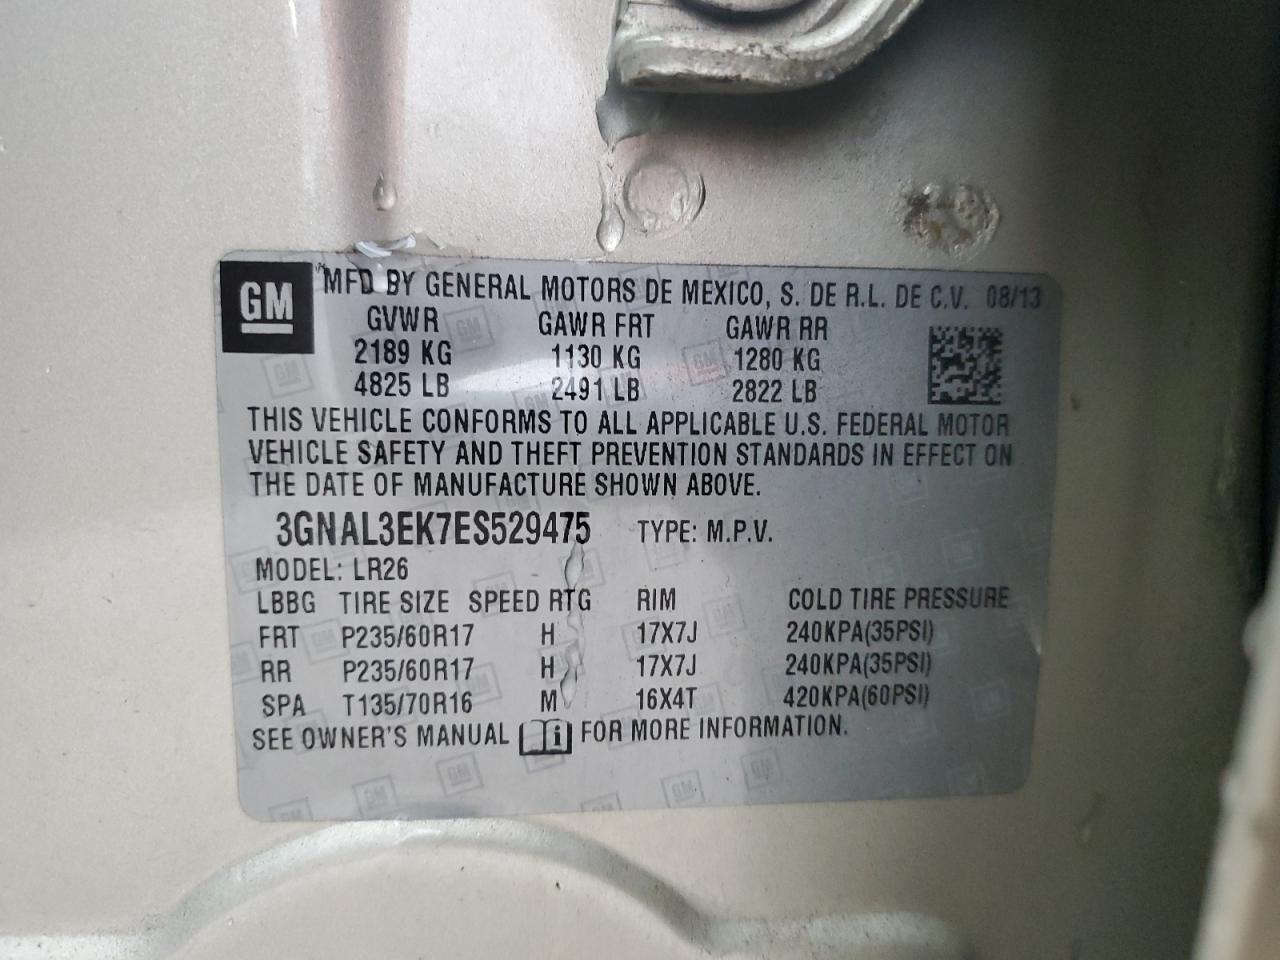 GM
MFD BY GENERAL MOTORS DE MEXICO, S. DE R.L. DE C.V. 08/13
GVWR GAWR FRT GAWR RR
2189 KG 1130 KG 1280 KG
4825 LB 2491 LB 2822 LB
THIS VEHICLE CONFORMS TO ALL APPLICABLE U.S. FEDERAL MOTOR
VEHICLE SAFETY AND THEFT PREVENTION STANDARDS IN EFFECT ON
THE DATE OF MANUFACTURE SHOWN ABOVE.
3GNAL3EK7ES529475 TYPE: M.P.V.
MODEL: LR26
LBBG TIRE SIZE SPEED RTG RIM COLD TIRE PRESSURE
FRT P235/60R17 H 17X7J 240KPA(35PSI)
RR P235/60R17 H 17X7J 240KPA(35PSI)
SPA T135/70R16 M 16X4T 420KPA(60PSI)
SEE OWNER'S MANUAL i FOR MORE INFORMATION.